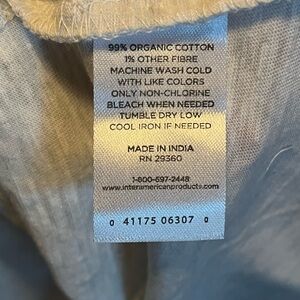 99% ORGANIC COTTON
1% OTHER FIBRE
MACHINE WASH COLD
WITH LIKE COLORS
ONLY NON-CHLORINE
BLEACH WHEN NEEDED
TUMBLE DRY LOW
COOL IRON IF NEEDED
MADE IN INDIA
RN 29360
1-800-697-2448
www.interamericanproducts.com
0 41175 06307 0